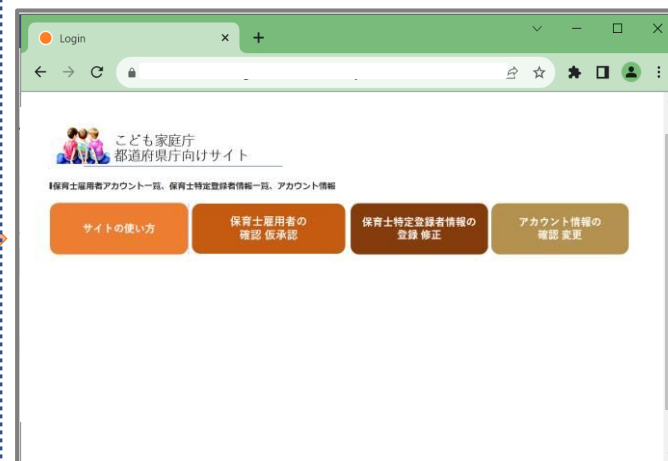 Login
こども家庭庁
都道府県庁向けサイト
保育士雇用者アカウント一覧、保育士特定登録者情報一覧、アカウント情報
サイトの使い方
保育士雇用者の
確認 仮承認
保育士特定登録者情報の
登録 修正
アカウント情報の
確認 変更